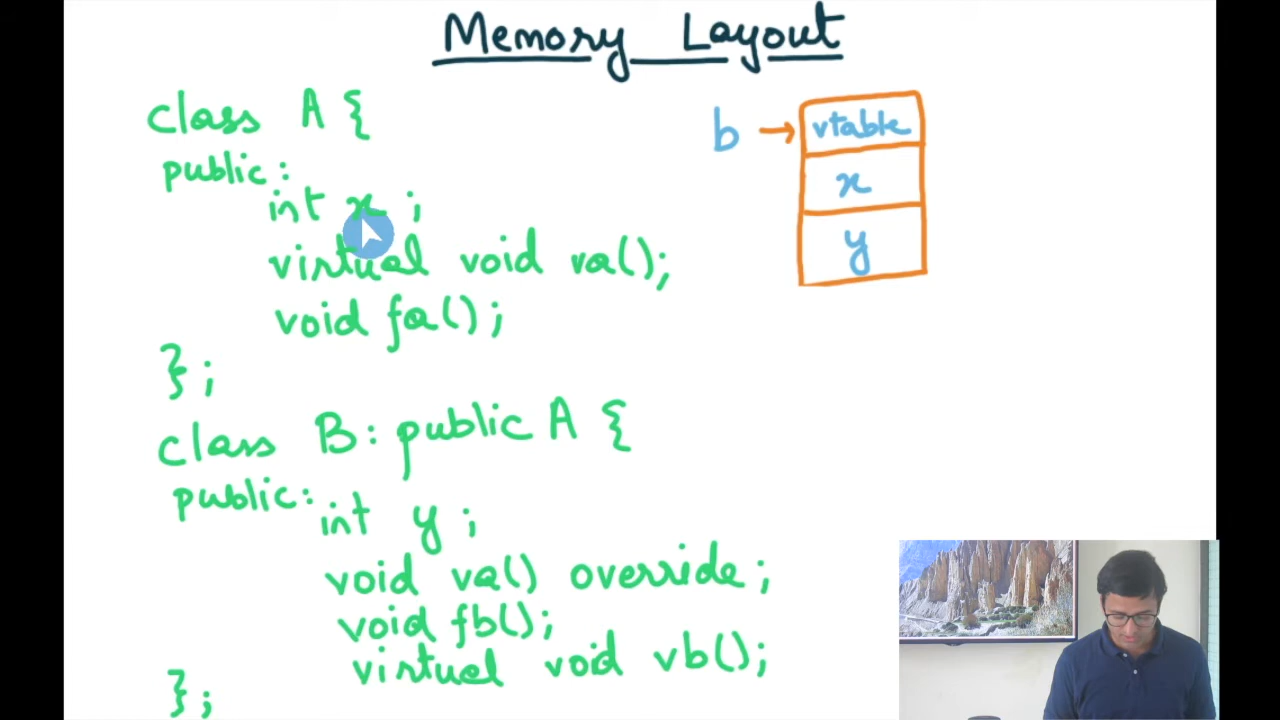 Memory Layout
class A {
public:
int x ;
virtual void va();
void fa();
};
class B: public A {
public:
int y ;
void va() override;
void fb();
virtual void vb();
};
b → vtable
x
y